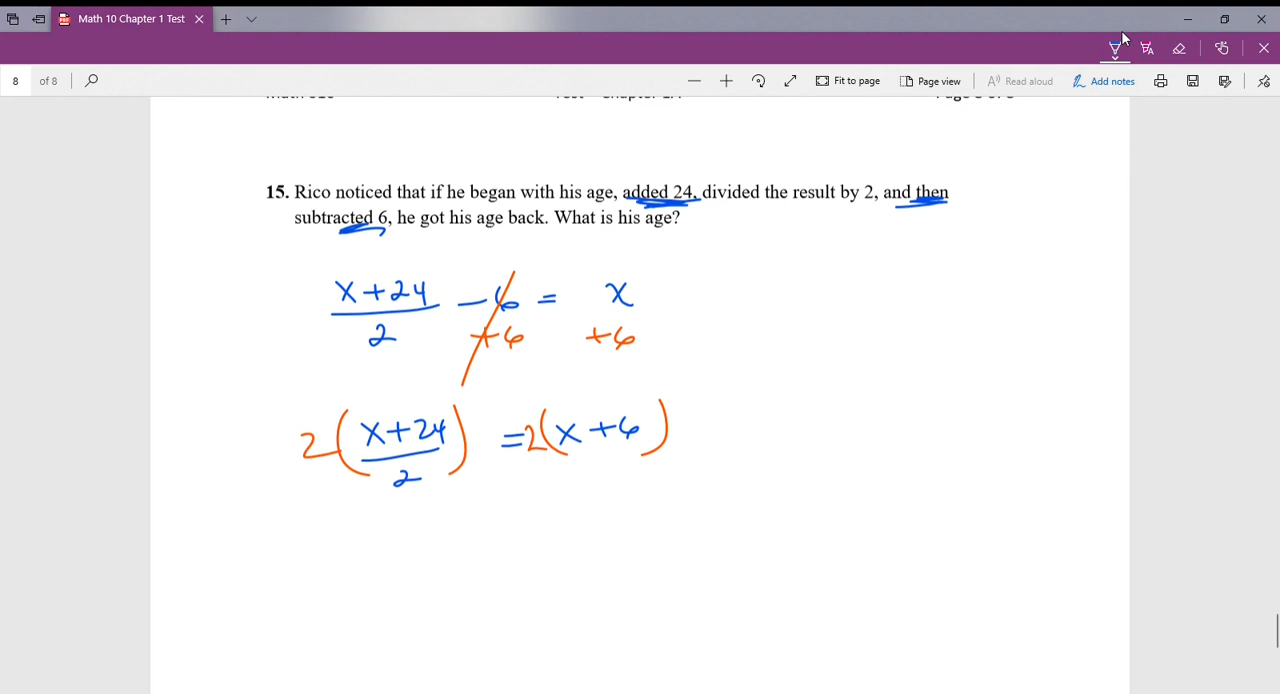 Math 10 Chapter 1 Test
8 of 8
Fit to page
Page view
Read aloud
Add notes
15. Rico noticed that if he began with his age, added 24, divided the result by 2, and then
subtracted 6, he got his age back. What is his age?
x+24
— - 6 = x
2
+6 +6
2(x+24) = 2(x+6)
2